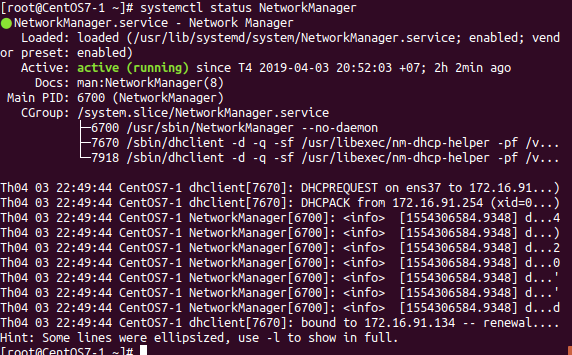 [root@CentOS7-1 ~]# systemctl status NetworkManager
● NetworkManager.service - Network Manager
   Loaded: loaded (/usr/lib/systemd/system/NetworkManager.service; enabled; vend
or preset: enabled)
   Active: active (running) since T4 2019-04-03 20:52:03 +07; 2h 2min ago
     Docs: man:NetworkManager(8)
 Main PID: 6700 (NetworkManager)
   CGroup: /system.slice/NetworkManager.service
           ├─6700 /usr/sbin/NetworkManager --no-daemon
           ├─7670 /sbin/dhclient -d -q -sf /usr/libexec/nm-dhcp-helper -pf /v...
           └─7918 /sbin/dhclient -d -q -sf /usr/libexec/nm-dhcp-helper -pf /v...
Th04 03 22:49:44 CentOS7-1 dhclient[7670]: DHCPREQUEST on ens37 to 172.16.91...)
Th04 03 22:49:44 CentOS7-1 dhclient[7670]: DHCPACK from 172.16.91.254 (xid=0...)
Th04 03 22:49:44 CentOS7-1 NetworkManager[6700]: <info>  [1554306584.9348] d...4
Th04 03 22:49:44 CentOS7-1 NetworkManager[6700]: <info>  [1554306584.9348] d...)
Th04 03 22:49:44 CentOS7-1 NetworkManager[6700]: <info>  [1554306584.9348] d...2
Th04 03 22:49:44 CentOS7-1 NetworkManager[6700]: <info>  [1554306584.9348] d...0
Th04 03 22:49:44 CentOS7-1 NetworkManager[6700]: <info>  [1554306584.9348] d...'
Th04 03 22:49:44 CentOS7-1 NetworkManager[6700]: <info>  [1554306584.9348] d...'
Th04 03 22:49:44 CentOS7-1 NetworkManager[6700]: <info>  [1554306584.9348] d...d
Th04 03 22:49:44 CentOS7-1 dhclient[7670]: bound to 172.16.91.134 -- renewal....
Hint: Some lines were ellipsized, use -l to show in full.
[root@CentOS7-1 ~]#